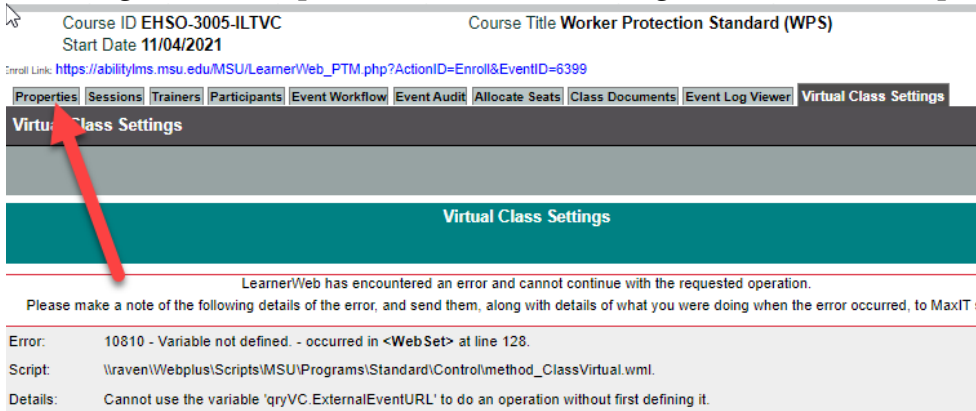 Course ID EHSO-3005-ILTVC Course Title Worker Protection Standard (WPS)
Start Date 11/04/2021
Enroll Link: https://abilitylms.msu.edu/MSU/LearnerWeb_PTM.php?ActionID=Enroll&EventID=6399
Properties Sessions Trainers Participants Event Workflow Event Audit Allocate Seats Class Documents Event Log Viewer Virtual Class Settings
Virtual Class Settings
Virtual Class Settings
LearnerWeb has encountered an error and cannot continue with the requested operation.
Please make a note of the following details of the error, and send them, along with details of what you were doing when the error occurred, to MaxIT
Error: 10810 - Variable not defined. - occurred in <WebSet> at line 128.
Script: \\raven\Webplus\Scripts\MSU\Programs\Standard\Control\method_ClassVirtual.wml.
Details: Cannot use the variable 'qryVC.ExternalEventURL' to do an operation without first defining it.